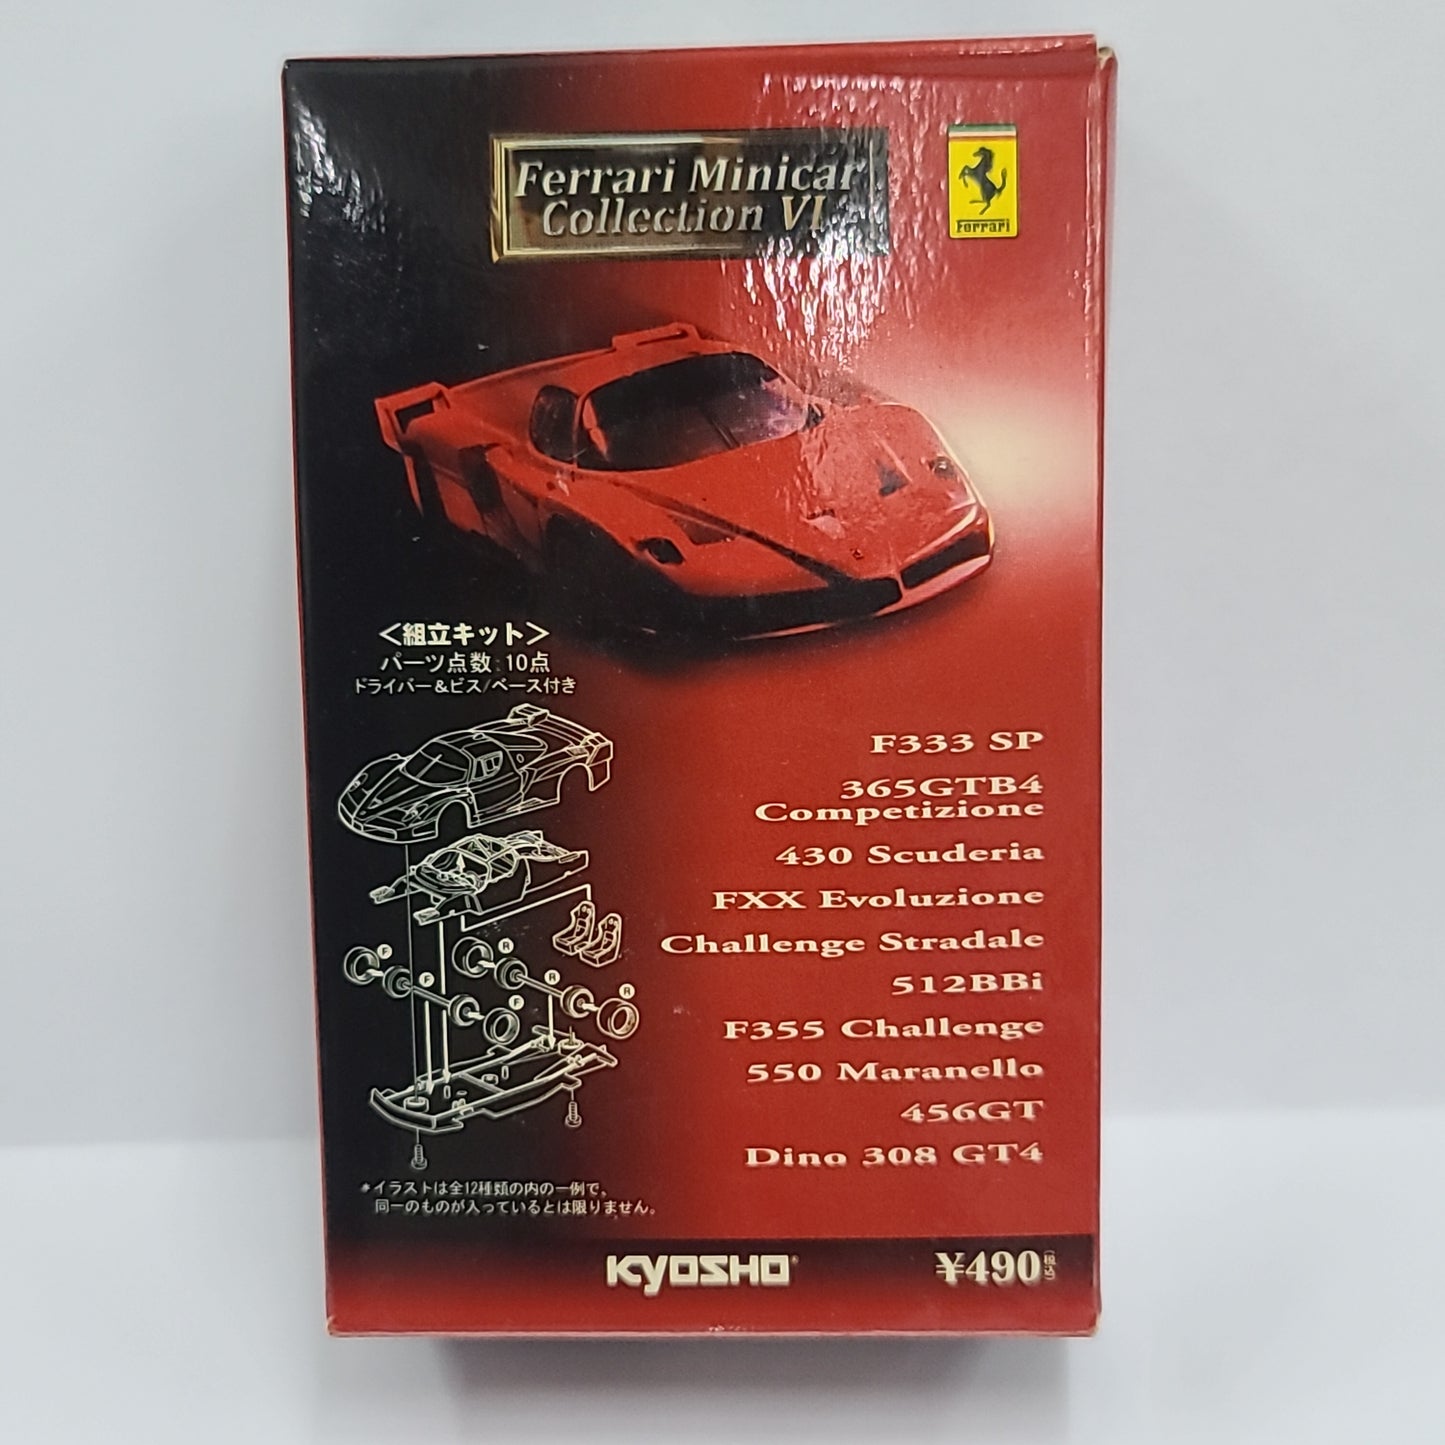 Ferrari Minicar
Collection VI
Ferrari
<組立キット>
パーツ点数:10点
ドライバー&ビス/ベース付き
F333 SP
365GTB4
Competizione
430 Scuderia
FXX Evoluzione
Challenge Stradale
512BBi
F355 Challenge
550 Maranello
456GT
Dino 308 GT4
F
F
F
R
R
R
*イラストは全12種類の内の一例で、
同一のものが入っているとは限りません。
KYOSHO®
¥490(税込)